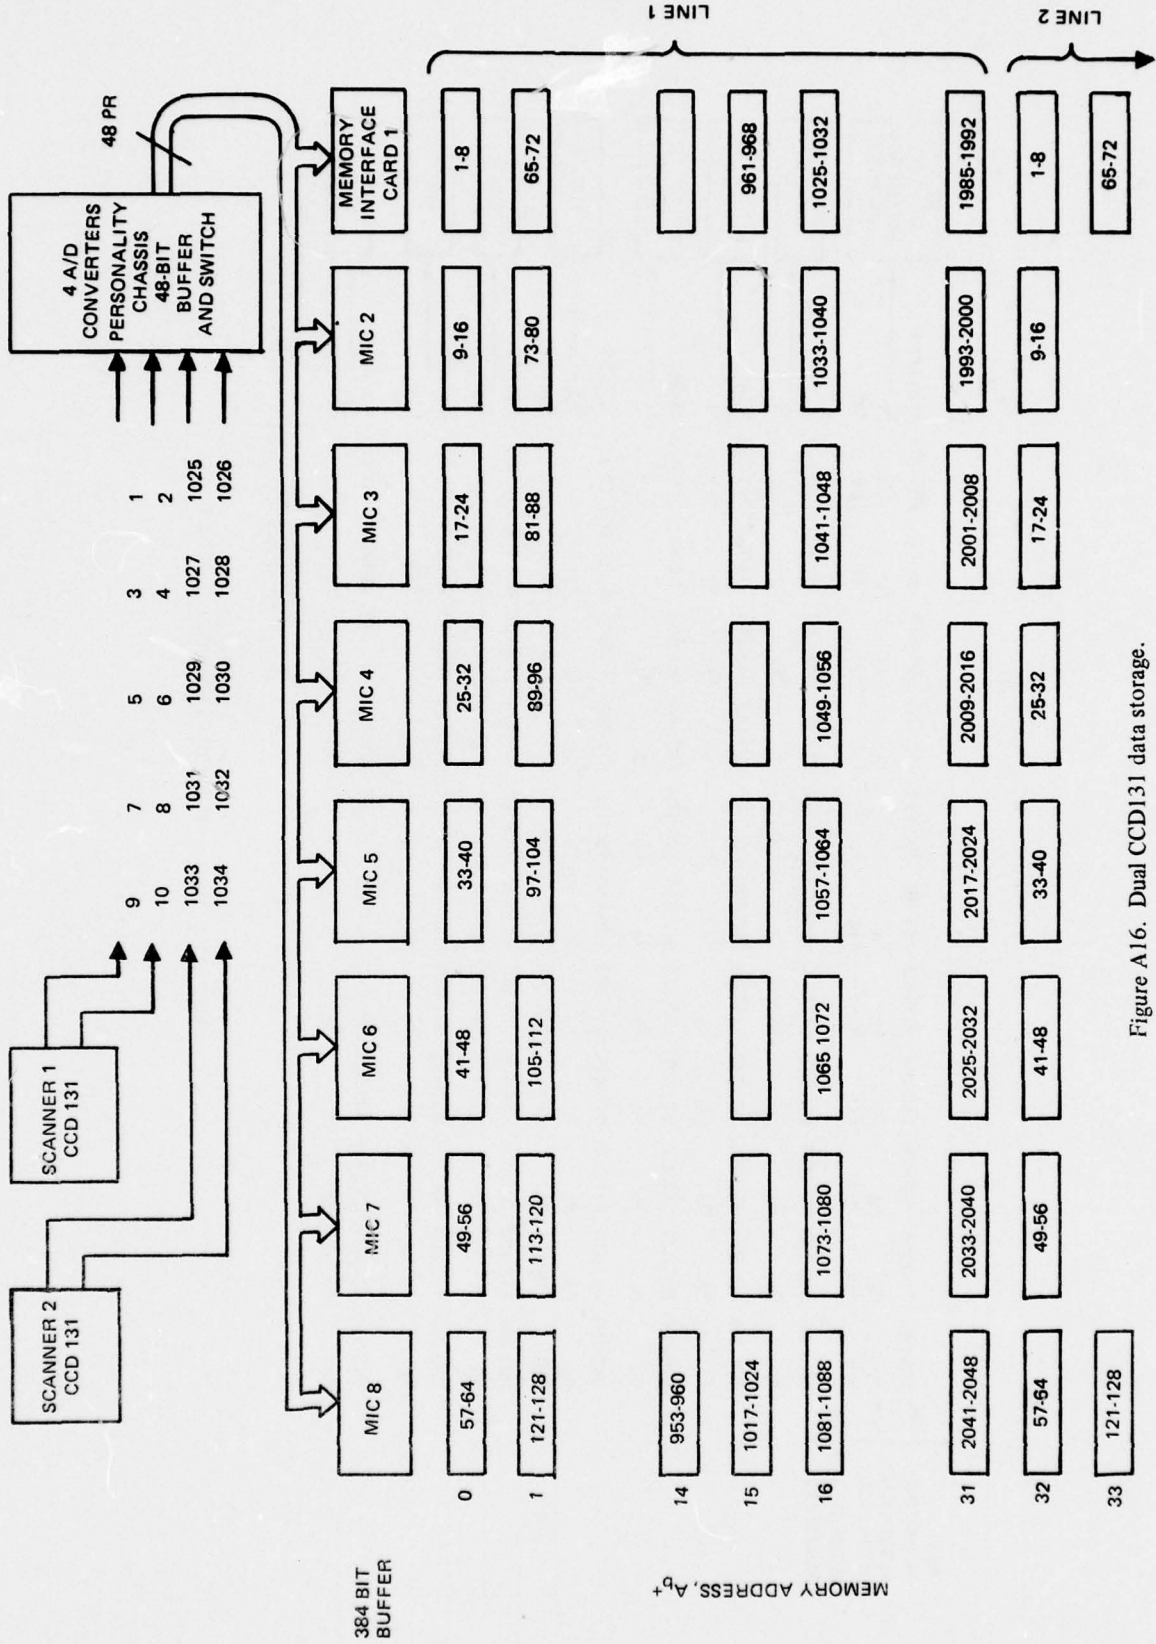 SCANNER 2
CCD 131
SCANNER 1
CCD 131
4 A/D
CONVERTERS
PERSONALITY
CHASSIS
48-BIT
BUFFER
AND SWITCH
48 PR
9 7 5 3 1
10 8 6 4 2
1033 1031 1029 1027 1025
1034 1032 1030 1028 1026
384 BIT
BUFFER
MIC 8
MIC 7
MIC 6
MIC 5
MIC 4
MIC 3
MIC 2
MEMORY
INTERFACE
CARD 1
0 57-64 49-56 41-48 33-40 25-32 17-24 9-16 1-8
1 121-128 113-120 105-112 97-104 89-96 81-88 73-80 65-72
14 953-960
15 1017-1024 961-968
16 1081-1088 1073-1080 1065 1072 1057-1064 1049-1056 1041-1048 1033-1040 1025-1032
31 2041-2048 2033-2040 2025-2032 2017-2024 2009-2016 2001-2008 1993-2000 1985-1992
32 57-64 49-56 41-48 33-40 25-32 17-24 9-16 1-8
33 121-128 65-72
MEMORY ADDRESS, Ab+
LINE 1
LINE 2
Figure A16. Dual CCD131 data storage.